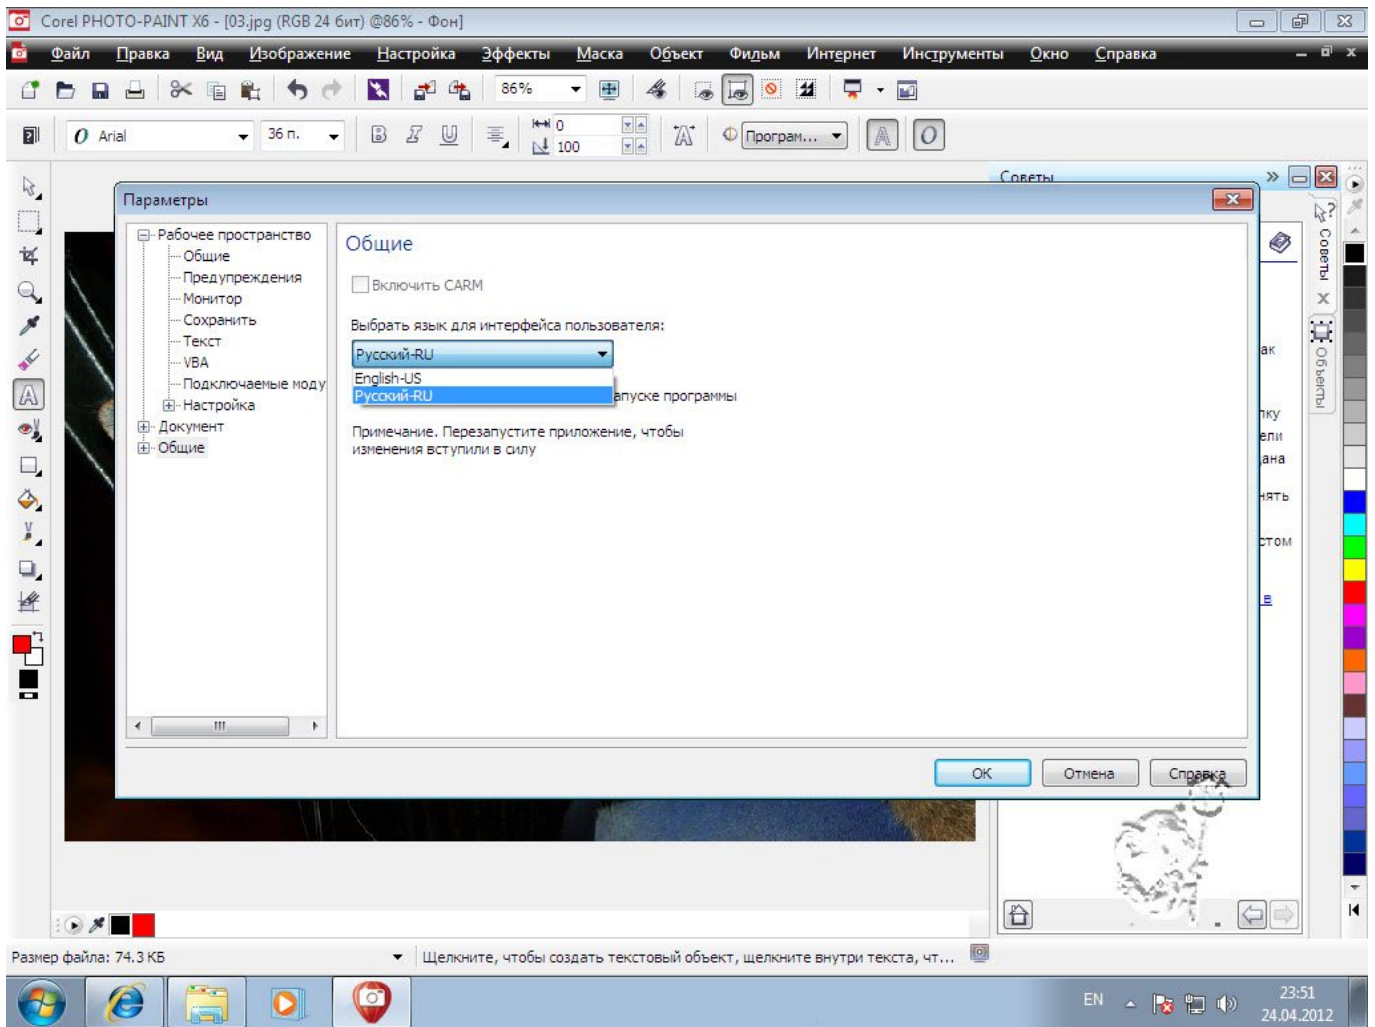 Corel PHOTO-PAINT X6 - [03.jpg (RGB 24 бит) @86% - Фон]
Файл Правка Вид Изображение Настройка Эффекты Маска Объект Фильм Интернет Инструменты Окно Справка
86%
O Arial 36 п. B I U 0 100 Програм... A O
Советы
Параметры
Рабочее пространство
Общие
Предупреждения
Монитор
Сохранить
Текст
VBA
Подключаемые моду
Настройка
Документ
Общие
Общие
Включить CARM
Выбрать язык для интерфейса пользователя:
Русский-RU
English-US
Русский-RU
апуске программы
Примечание. Перезапустите приложение, чтобы
изменения вступили в силу
OK Отмена Справка
ак
пку
ели
ана
нять
стом
в
Советы
Объекты
Размер файла: 74.3 КБ
Щелкните, чтобы создать текстовый объект, щелкните внутри текста, чт...
EN
23:51
24.04.2012